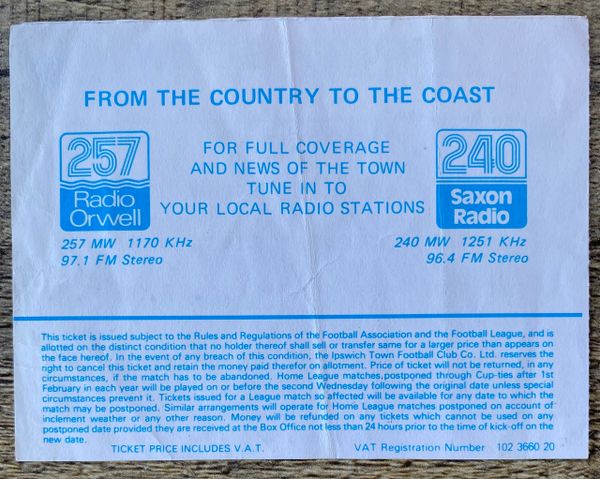 FROM THE COUNTRY TO THE COAST
257
Radio
Orwell
257 MW 1170 KHz
97.1 FM Stereo
FOR FULL COVERAGE
AND NEWS OF THE TOWN
TUNE IN TO
YOUR LOCAL RADIO STATIONS
240
Saxon
Radio
240 MW 1251 KHz
96.4 FM Stereo
This ticket is issued subject to the Rules and Regulations of the Football Association and the Football League, and is
allotted on the distinct condition that no holder thereof shall sell or transfer same for a larger price than appears on
the face hereof. In the event of any breach of this condition, the Ipswich Town Football Club Co. Ltd. reserves the
right to cancel this ticket and retain the money paid therefor on allotment. Price of ticket will not be returned, in any
circumstances, if the match has to be abandoned. Home League matches, postponed through Cup-ties after 1st
February in each year will be played on or before the second Wednesday following the original date unless special
circumstances prevent it. Tickets issued for a League match so affected will be available for any date to which the
match may be postponed. Similar arrangements will operate for Home League matches postponed on account of
inclement weather or any other reason. Money will be refunded on any tickets which cannot be used on any
postponed date provided they are received at the Box Office not less than 24 hours prior to the time of kick-off on the
new date.
TICKET PRICE INCLUDES V.A.T. VAT Registration Number 102 3660 20